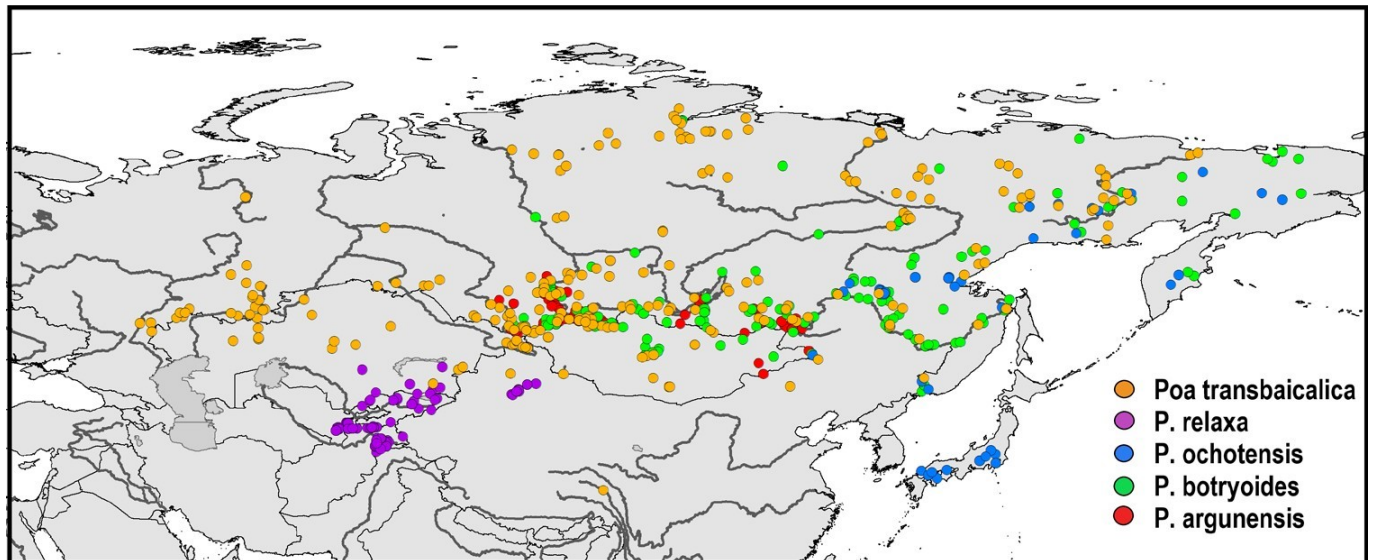 Poa transbaicalica
P. relaxa
P. ochotensis
P. botryoides
P. argunensis